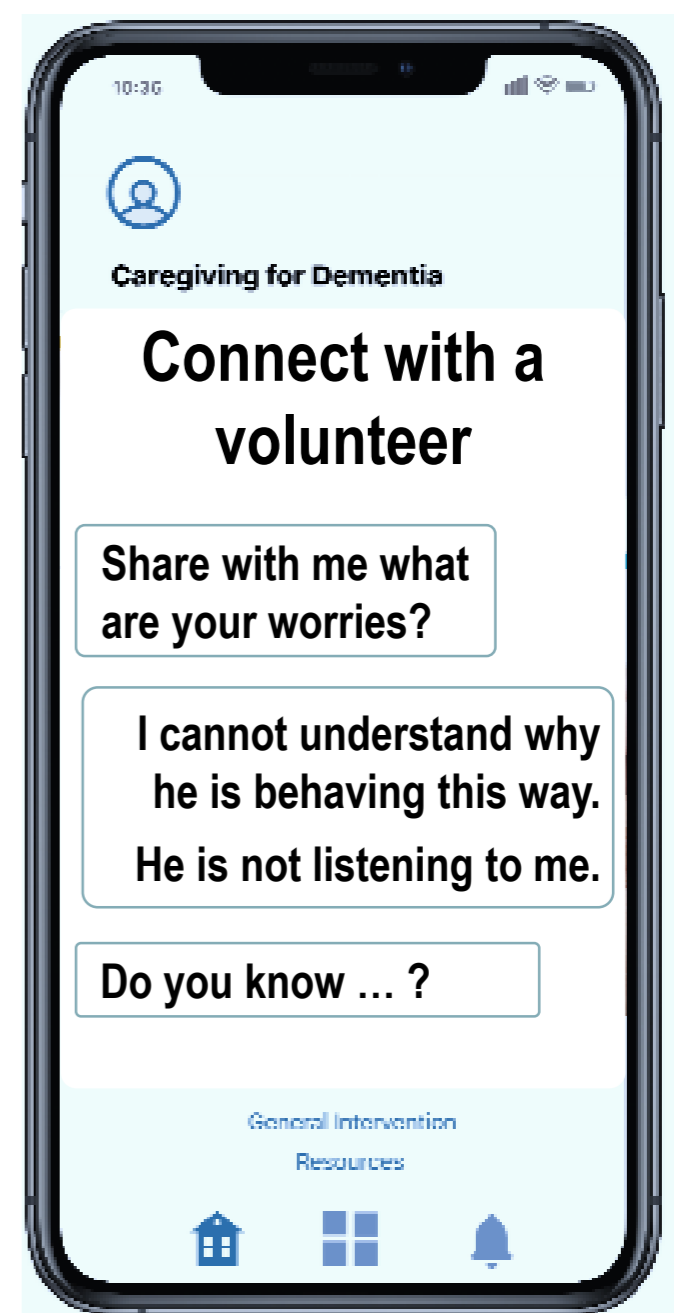 10:36
Caregiving for Dementia
Connect with a
volunteer
Share with me what
are your worries?
I cannot understand why
he is behaving this way.
He is not listening to me.
Do you know … ?
General Intervention
Resources